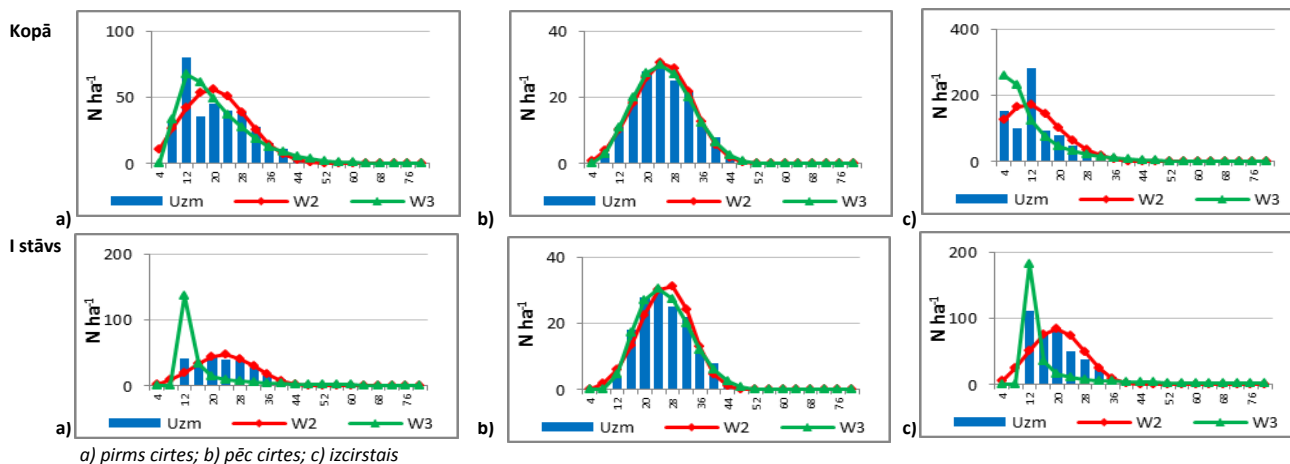 Kopā
N ha⁻¹
100
50
0
4 12 20 28 36 44 52 60 68 76
Uzm W2 W3
a)
40
20
0
4 12 20 28 36 44 52 60 68 76
Uzm W2 W3
b)
N ha⁻¹
400
200
0
4 12 20 28 36 44 52 60 68 76
Uzm W2 W3
c)
I stāvs
N ha⁻¹
200
100
0
4 12 20 28 36 44 52 60 68 76
Uzm W2 W3
a)
N ha⁻¹
40
20
0
4 12 20 28 36 44 52 60 68 76
Uzm W2 W3
b)
N ha⁻¹
200
100
0
4 12 20 28 36 44 52 60 68 76
Uzm W2 W3
c)
a) pirms cirtes; b) pēc cirtes; c) izcirstais